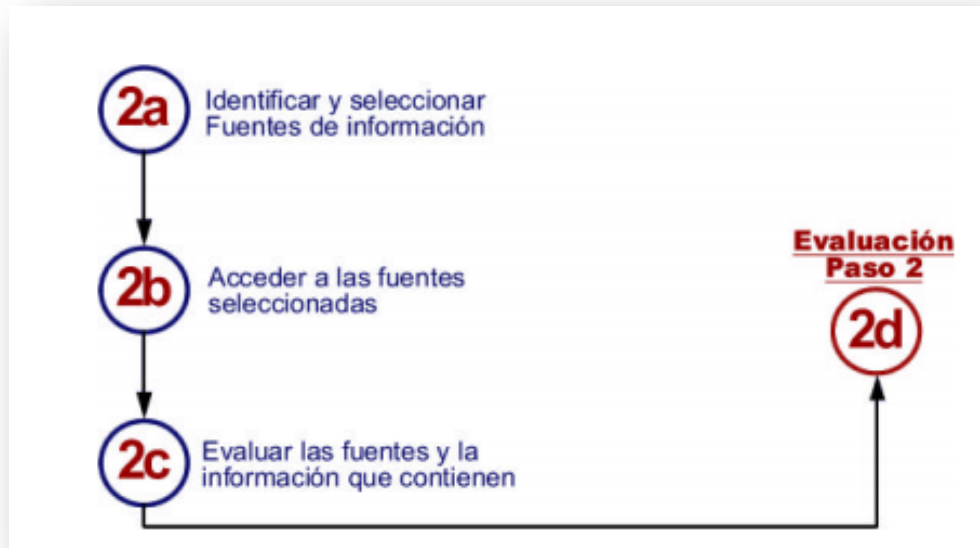 2a
Identificar y seleccionar
Fuentes de información
2b
Acceder a las fuentes
seleccionadas
Evaluación
Paso 2
2d
2c
Evaluar las fuentes y la
información que contienen